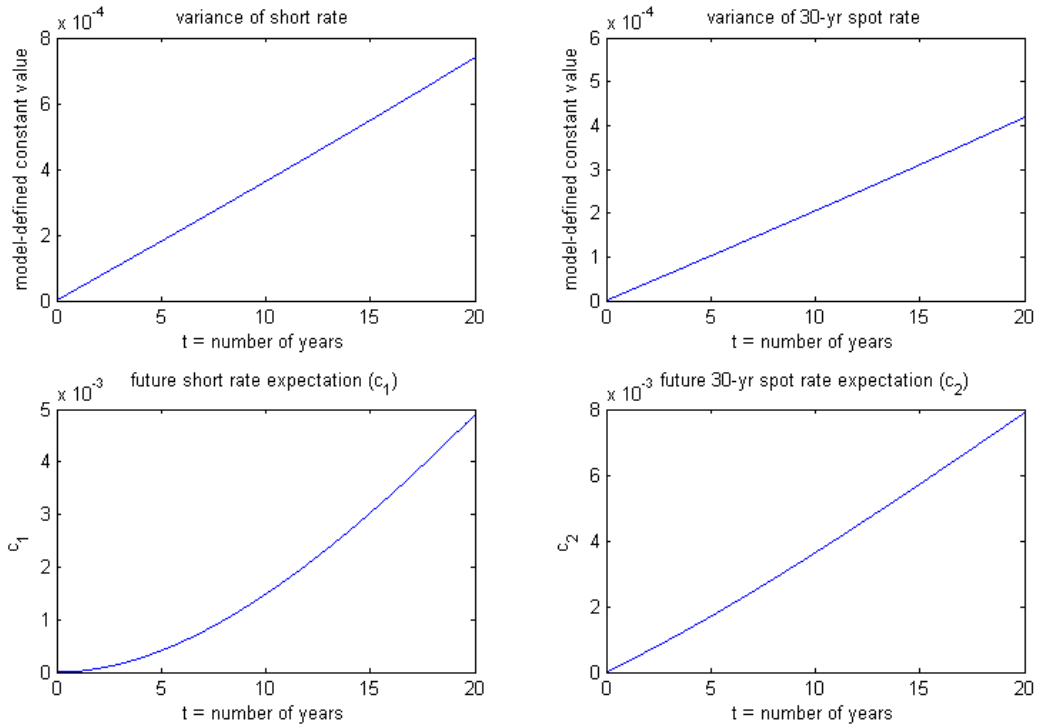 variance of short rate
x 10-4
8
6
4
2
0
0 5 10 15 20
model-defined constant value
t = number of years
variance of 30-yr spot rate
x 10-4
6
5
4
3
2
1
0
0 5 10 15 20
model-defined constant value
t = number of years
future short rate expectation (c1)
x 10-3
5
4
3
2
1
0
0 5 10 15 20
c1
t = number of years
future 30-yr spot rate expectation (c2)
x 10-3
8
6
4
2
0
0 5 10 15 20
c2
t = number of years